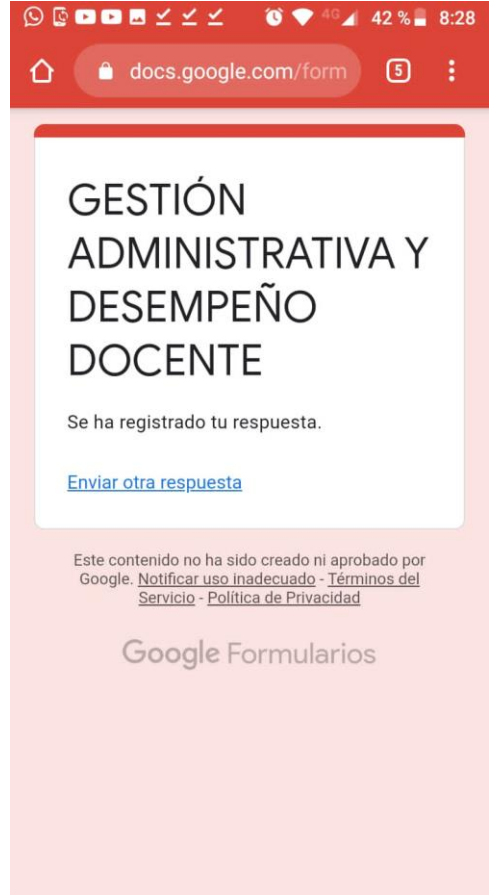 4G 42 % 8:28
docs.google.com/form 5
GESTIÓN
ADMINISTRATIVA Y
DESEMPEÑO
DOCENTE
Se ha registrado tu respuesta.
Enviar otra respuesta
Este contenido no ha sido creado ni aprobado por
Google. Notificar uso inadecuado - Términos del
Servicio - Política de Privacidad
Google Formularios